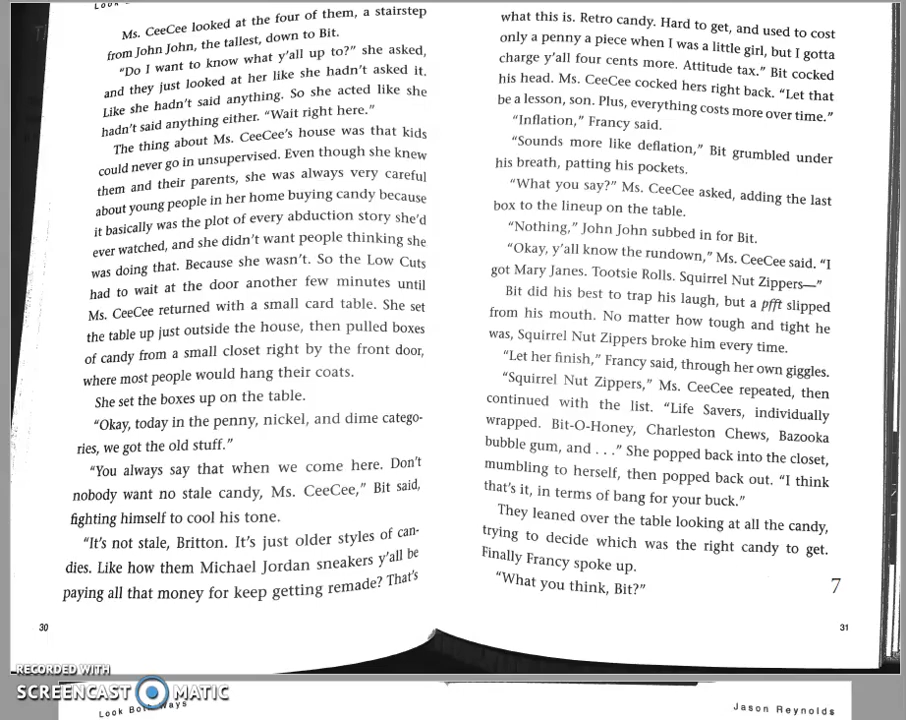 Ms. CeeCee looked at the four of them, a stairstep
from John John, the tallest, down to Bit.
"Do I want to know what y'all up to?" she asked,
and they just looked at her like she hadn't asked it.
Like she hadn't said anything. So she acted like she
hadn't said anything either. "Wait right here."
The thing about Ms. CeeCee's house was that kids
could never go in unsupervised. Even though she knew
them and their parents, she was always very careful
about young people in her home buying candy because
it basically was the plot of every abduction story she'd
ever watched, and she didn't want people thinking she
was doing that. Because she wasn't. So the Low Cuts
had to wait at the door another few minutes until
Ms. CeeCee returned with a small card table. She set
the table up just outside the house, then pulled boxes
of candy from a small closet right by the front door,
where most people would hang their coats.
She set the boxes up on the table.
"Okay, today in the penny, nickel, and dime catego-
ries, we got the old stuff."
"You always say that when we come here. Don't
nobody want no stale candy, Ms. CeeCee," Bit said,
fighting himself to cool his tone.
"It's not stale, Britton. It's just older styles of can-
dies. Like how them Michael Jordan sneakers y'all be
paying all that money for keep getting remade? That's
30
what this is. Retro candy. Hard to get, and used to cost
only a penny a piece when I was a little girl, but I gotta
charge y'all four cents more. Attitude tax." Bit cocked
his head. Ms. CeeCee cocked hers right back. "Let that
be a lesson, son. Plus, everything costs more over time."
"Inflation," Francy said.
"Sounds more like deflation," Bit grumbled under
his breath, patting his pockets.
"What you say?" Ms. CeeCee asked, adding the last
box to the lineup on the table.
"Nothing," John John subbed in for Bit.
"Okay, y'all know the rundown," Ms. CeeCee said. "I
got Mary Janes. Tootsie Rolls. Squirrel Nut Zippers—"
Bit did his best to trap his laugh, but a pfft slipped
from his mouth. No matter how tough and tight he
was, Squirrel Nut Zippers broke him every time.
"Let her finish," Francy said, through her own giggles.
"Squirrel Nut Zippers," Ms. CeeCee repeated, then
continued with the list. "Life Savers, individually
wrapped. Bit-O-Honey, Charleston Chews, Bazooka
bubble gum, and . . ." She popped back into the closet,
mumbling to herself, then popped back out. "I think
that's it, in terms of bang for your buck."
They leaned over the table looking at all the candy,
trying to decide which was the right candy to get.
Finally Francy spoke up.
"What you think, Bit?"
7
31
RECORDED WITH
SCREENCAST MATIC
Look Both Ways
Jason Reynolds